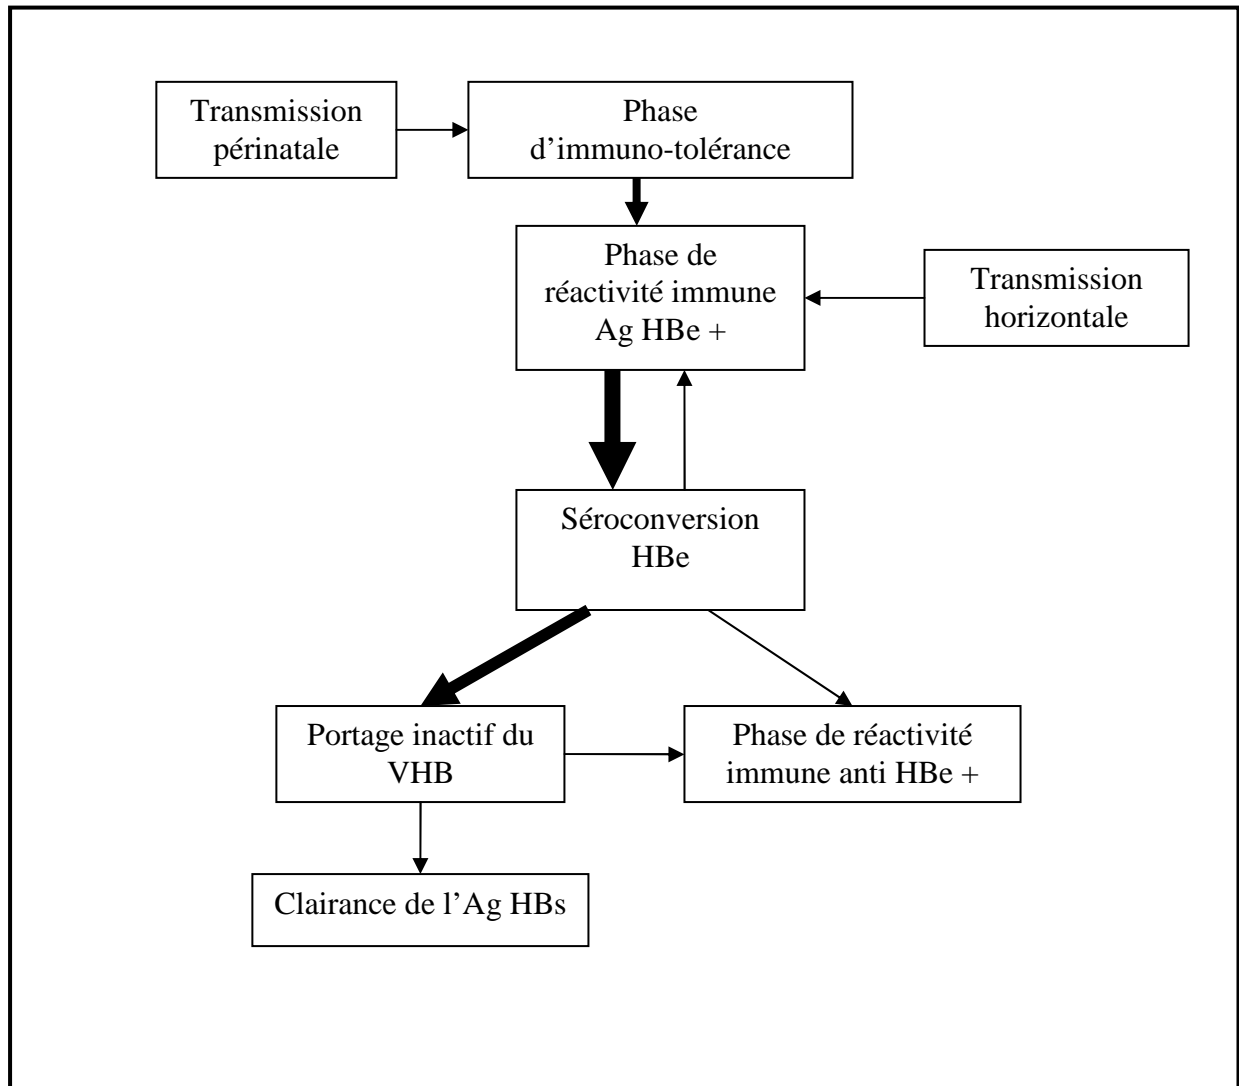 Transmission
périnatale
Phase
d’immuno-tolérance
Phase de
réactivité immune
Ag HBe +
Transmission
horizontale
Séroconversion
HBe
Portage inactif du
VHB
Phase de réactivité
immune anti HBe +
Clairance de l’Ag HBs